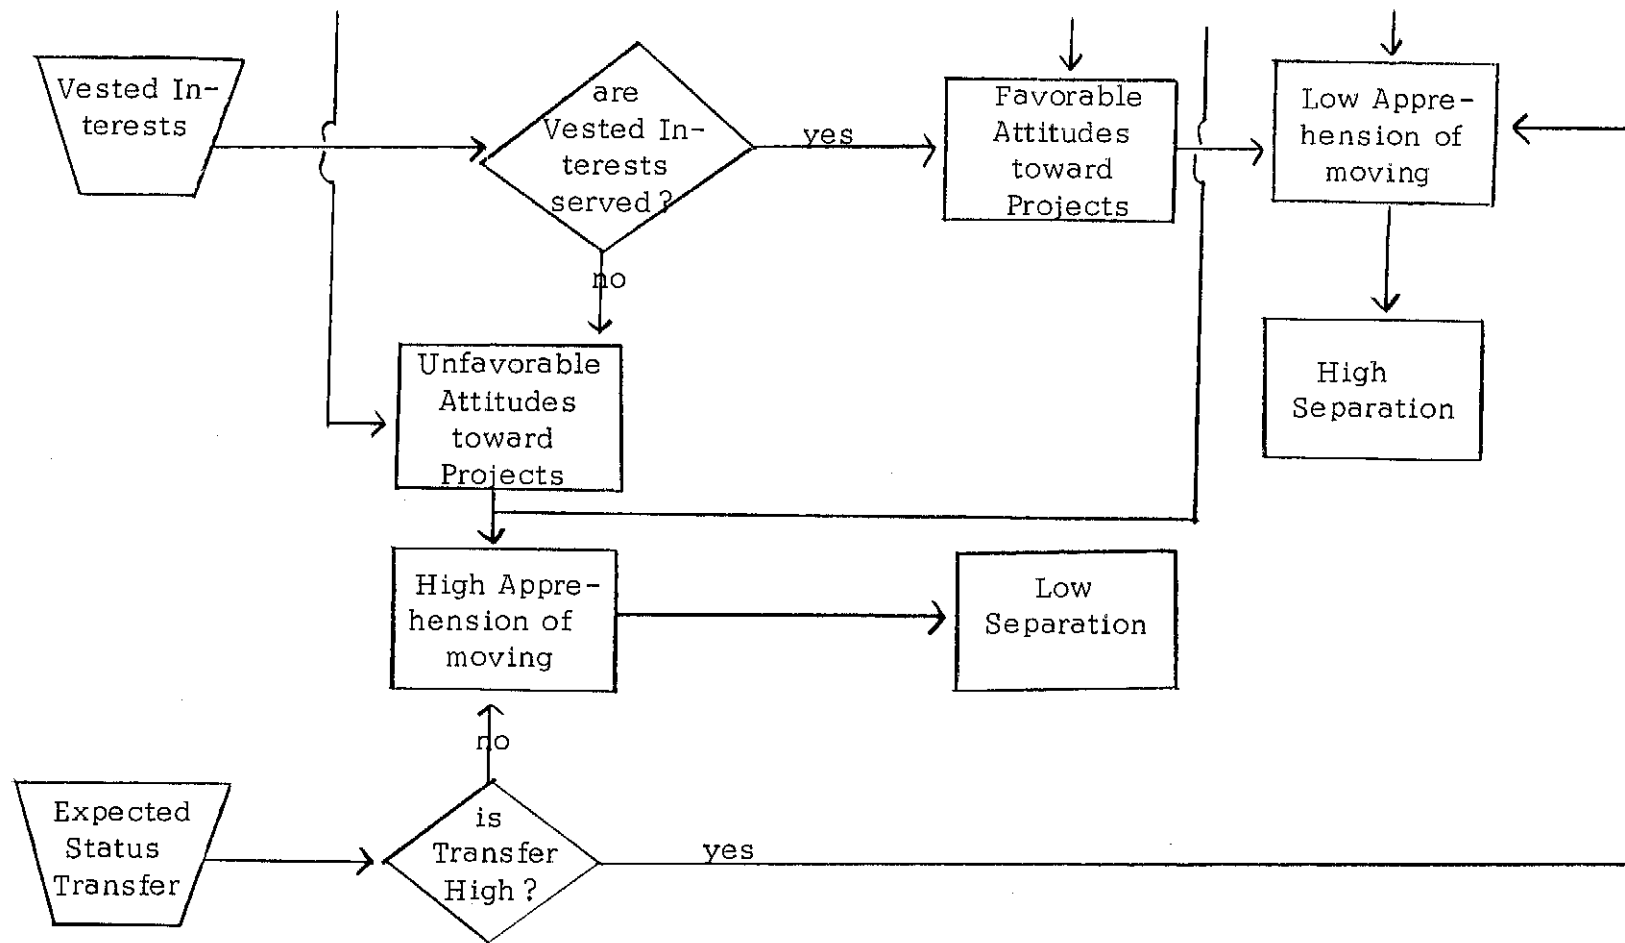 Vested In-
terests
are
Vested In-
terests
served?
yes
no
Favorable
Attitudes
toward
Projects
Low Appre-
hension of
moving
High
Separation
Unfavorable
Attitudes
toward
Projects
High Appre-
hension of
moving
Low
Separation
no
Expected
Status
Transfer
is
Transfer
High?
yes